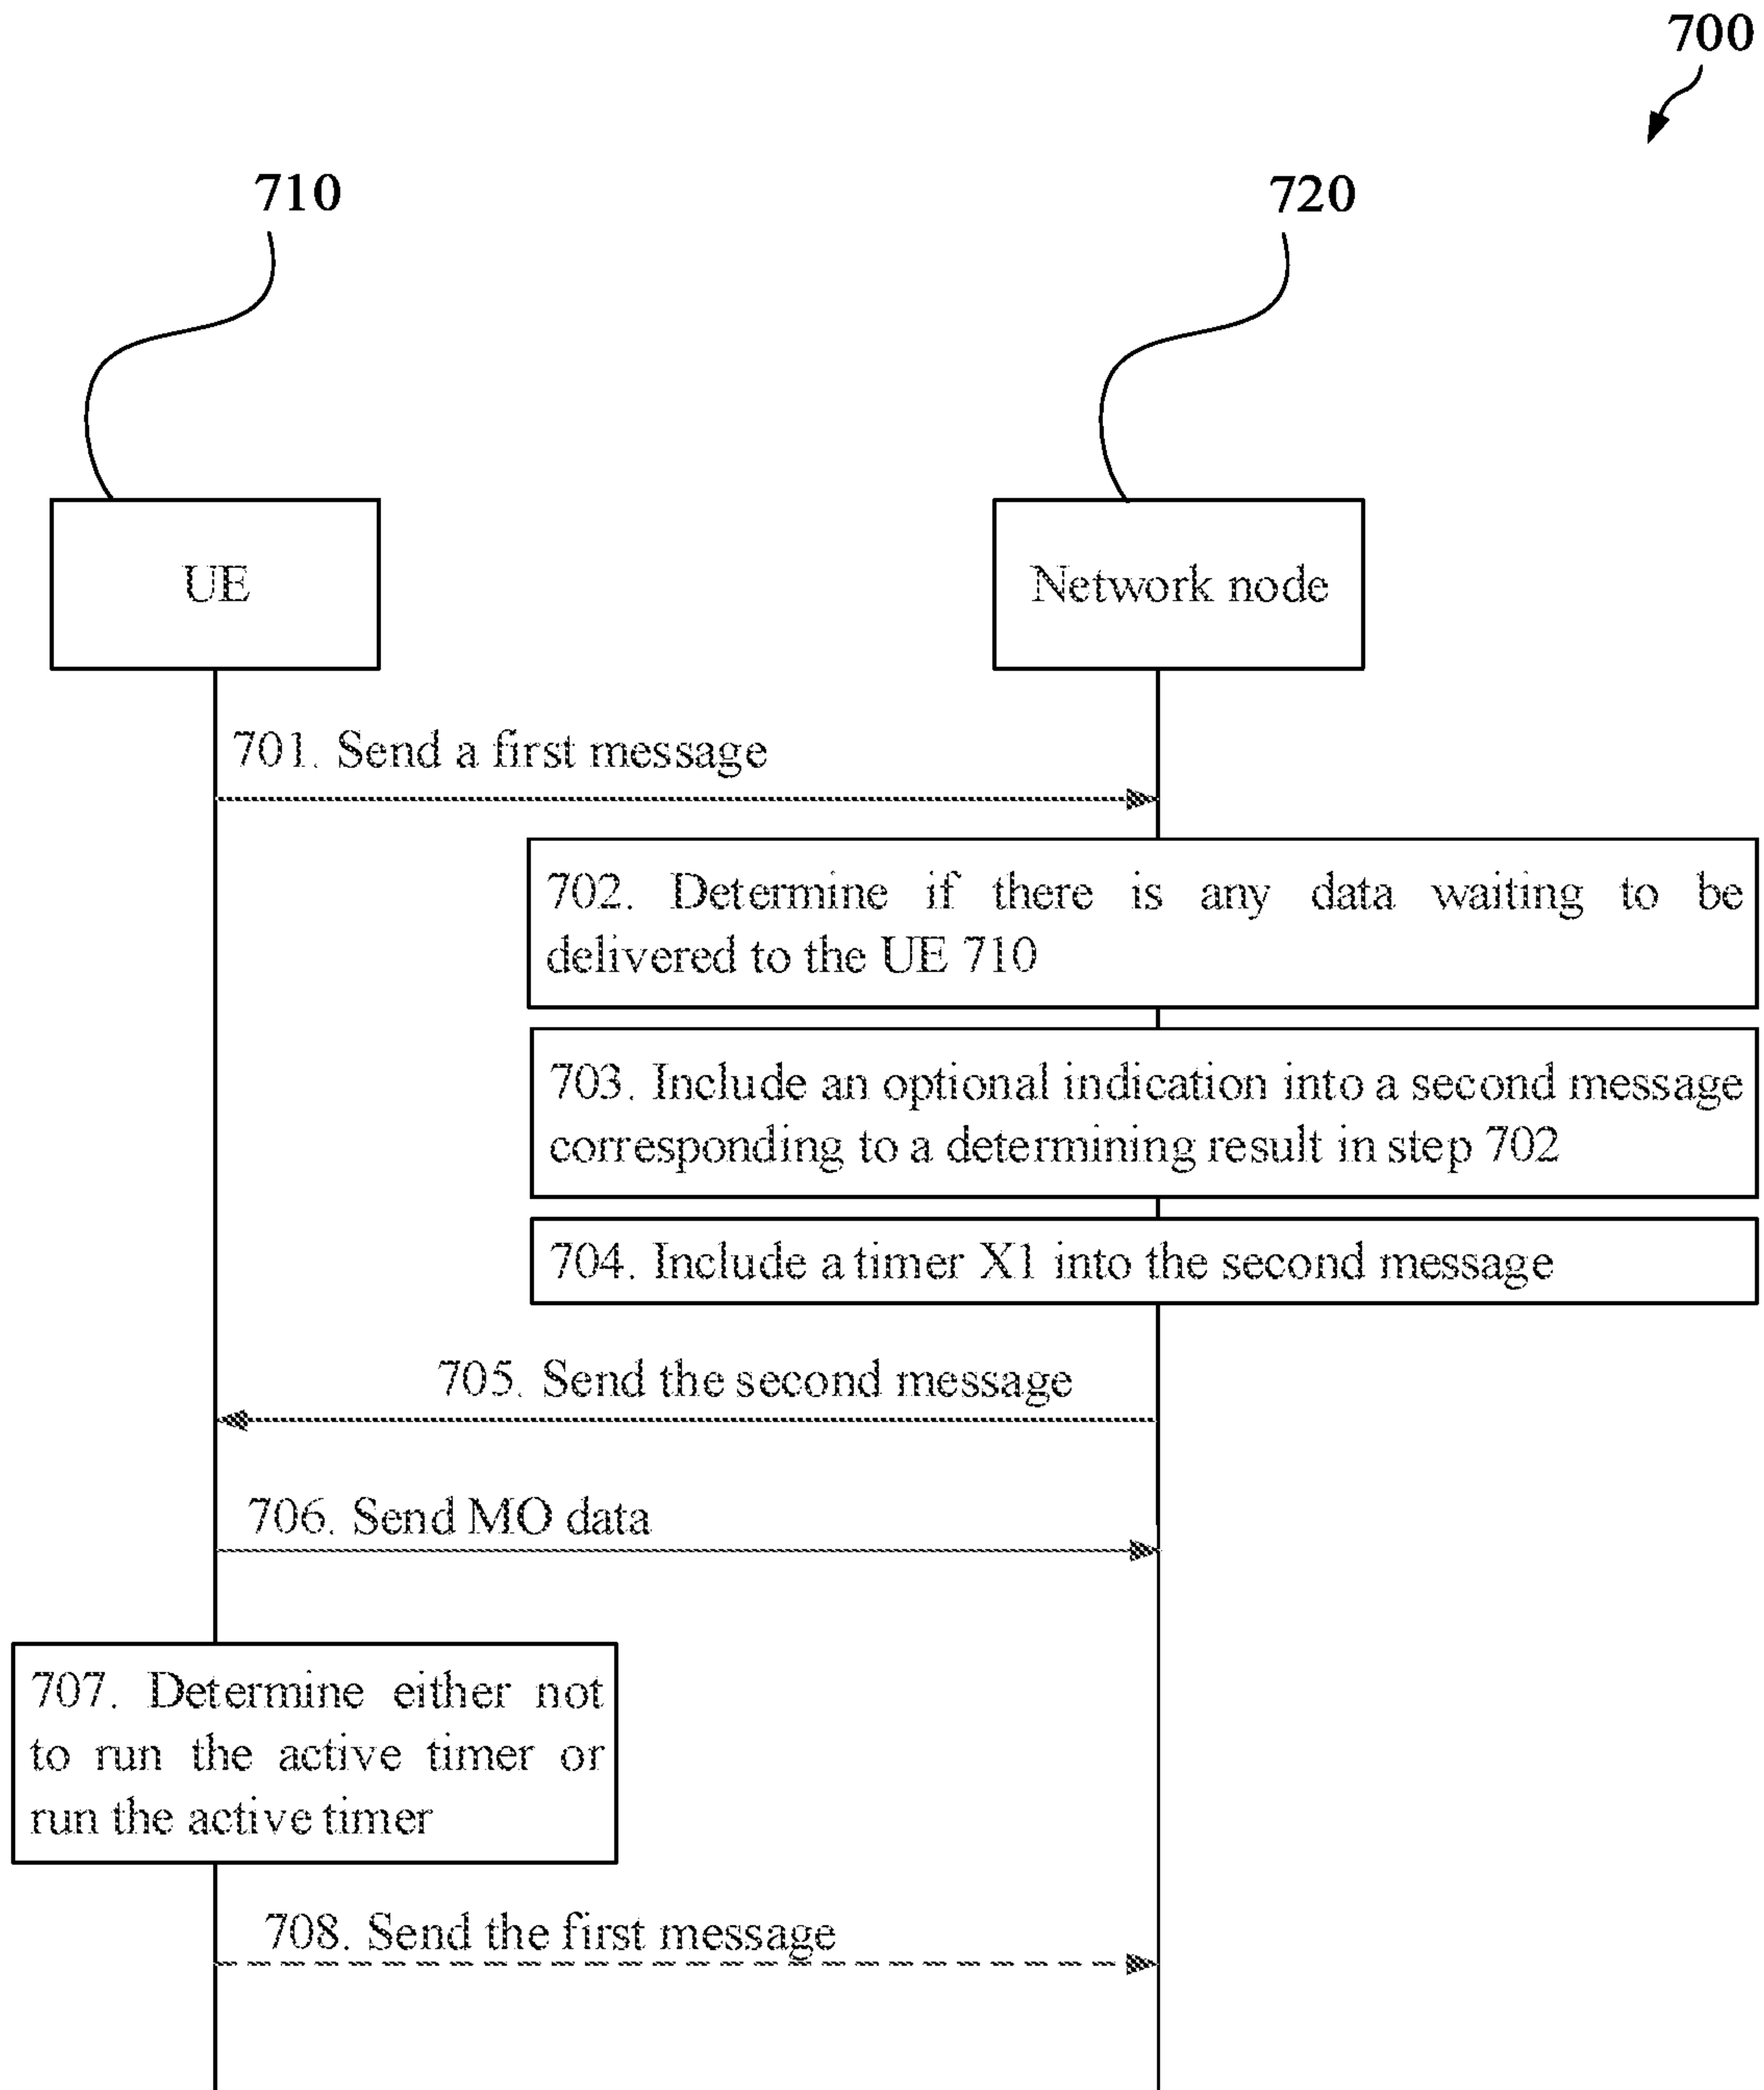 700
710
720
UE
Network node
701. Send a first message
702. Determine if there is any data waiting to be
delivered to the UE 710
703. Include an optional indication into a second message
corresponding to a determining result in step 702
704. Include a timer X1 into the second message
705. Send the second message
706. Send MO data
707. Determine either not
to run the active timer or
run the active timer
708. Send the first message